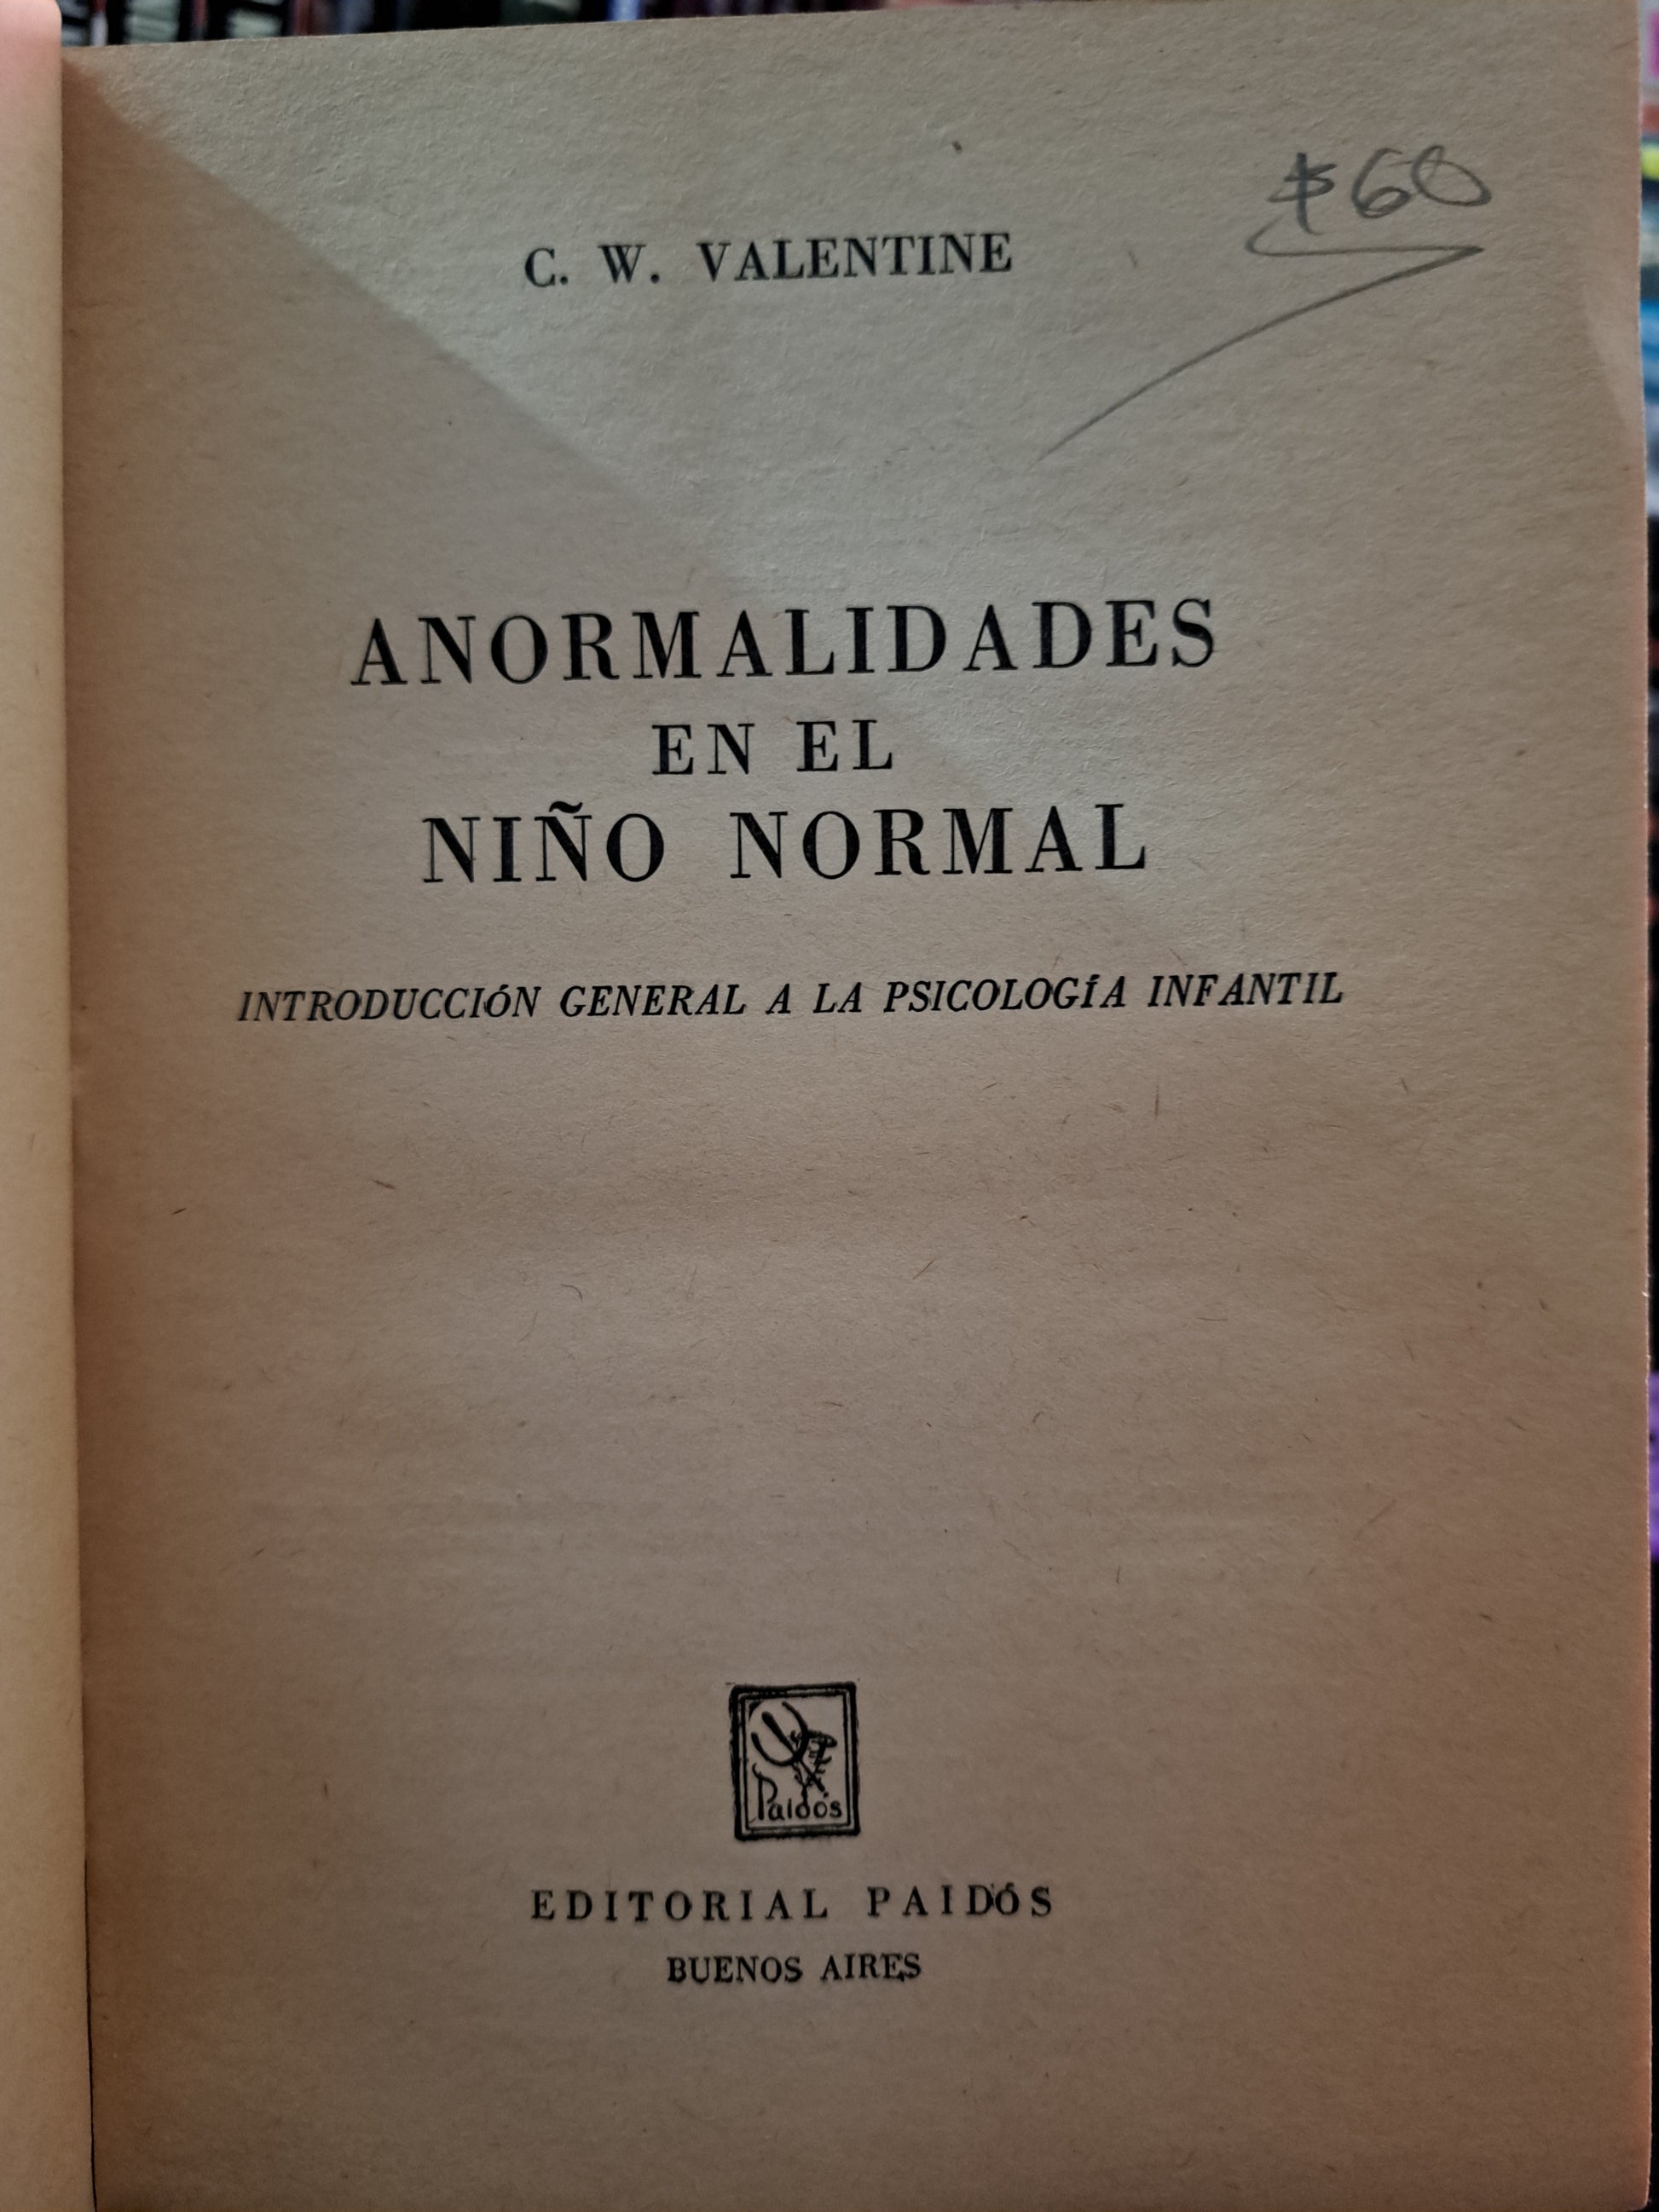 $60
C. W. VALENTINE
ANORMALIDADES
EN EL
NIÑO NORMAL
INTRODUCCIÓN GENERAL A LA PSICOLOGÍA INFANTIL
Paidós
EDITORIAL PAIDÓS
BUENOS AIRES